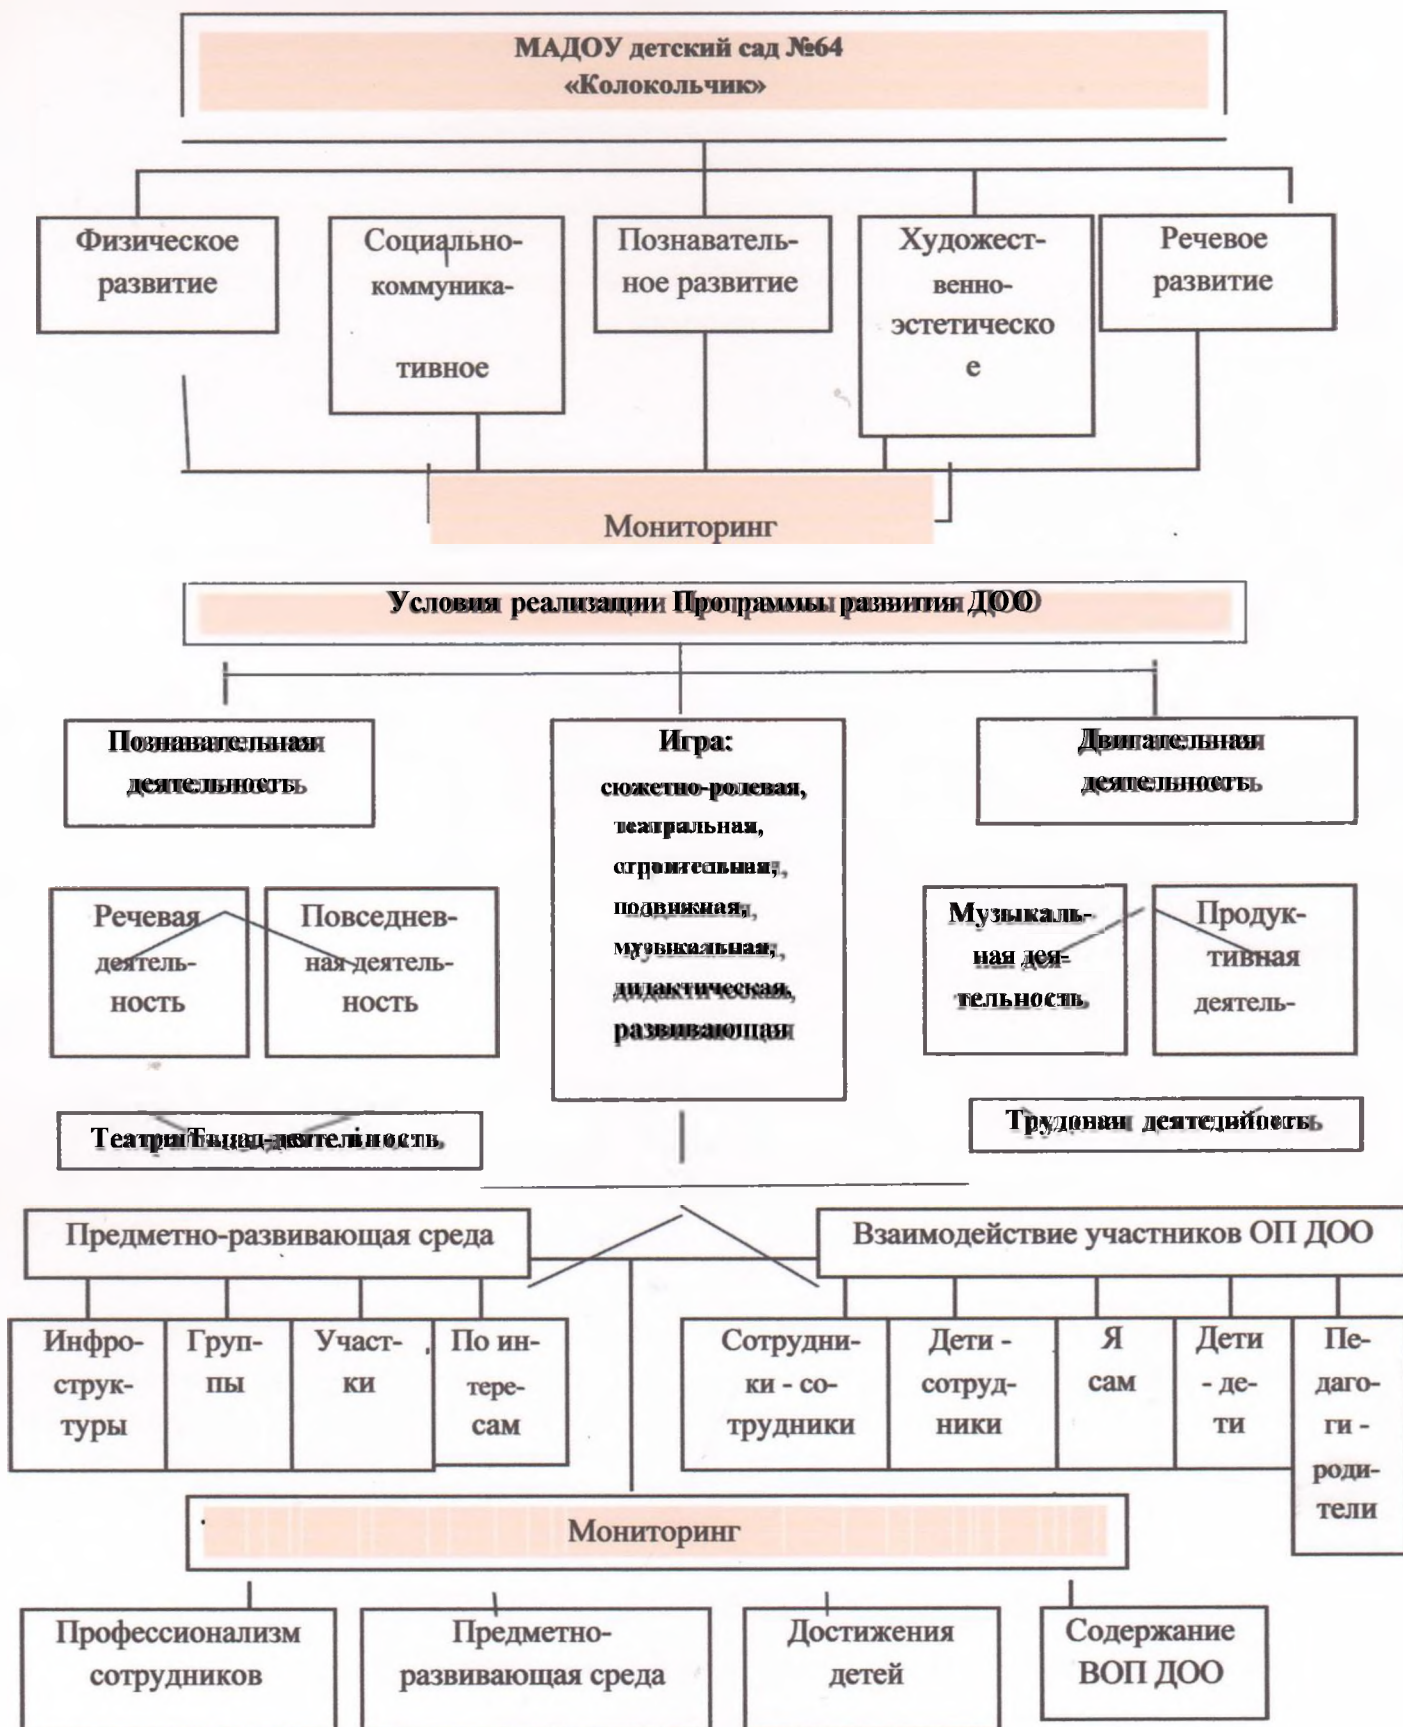 МАДОУ детский сад №64
«Колокольчик»
Физическое
развитие
Социально-
коммуника-
тивное
Познаватель-
ное развитие
Художест-
венно-
эстетическо
е
Речевое
развитие
Мониторинг
Условия реализации Программы развития ДОО
Познавательная
деятельность
Игра:
сюжетно-ролевая,
театральная,
строительная,
подвижная,
музыкальная,
дидактическая,
развивающая
Двигательная
деятельность
Речевая
деятель-
ность
Повседнев-
ная деятель-
ность
Музыкаль-
ная дея-
тельность
Продук-
тивная
деятель-
деятельность
Трудовая деятельность
Предметно-развивающая среда
Взаимодействие участников ОП ДОО
Инфро-
струк-
туры
Груп-
пы
Участ-
ки
По ин-
тере-
сам
Сотрудни-
ки - со-
трудники
Дети -
сотруд-
ники
Я
сам
Дети
- де-
ти
Пе-
даго-
ги -
роди-
тели
Мониторинг
Профессионализм
сотрудников
Предметно-
развивающая среда
Достижения
детей
Содержание
ВОП ДОО